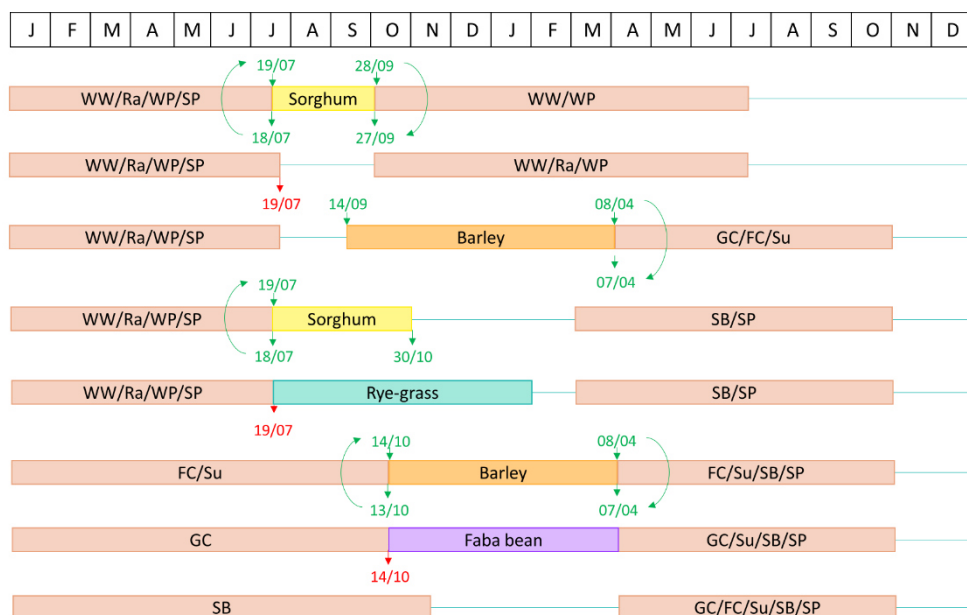 J F M A M J J A S O N D J F M A M J J A S O N D
19/07 28/09
WW/Ra/WP/SP Sorghum WW/WP
18/07 27/09
WW/Ra/WP/SP WW/Ra/WP
19/07 14/09 08/04
WW/Ra/WP/SP Barley GC/FC/Su
07/04
19/07
WW/Ra/WP/SP Sorghum SB/SP
18/07 30/10
WW/Ra/WP/SP Rye-grass SB/SP
19/07
14/10 08/04
FC/Su Barley FC/Su/SB/SP
13/10 07/04
GC Faba bean GC/Su/SB/SP
14/10
SB GC/FC/Su/SB/SP